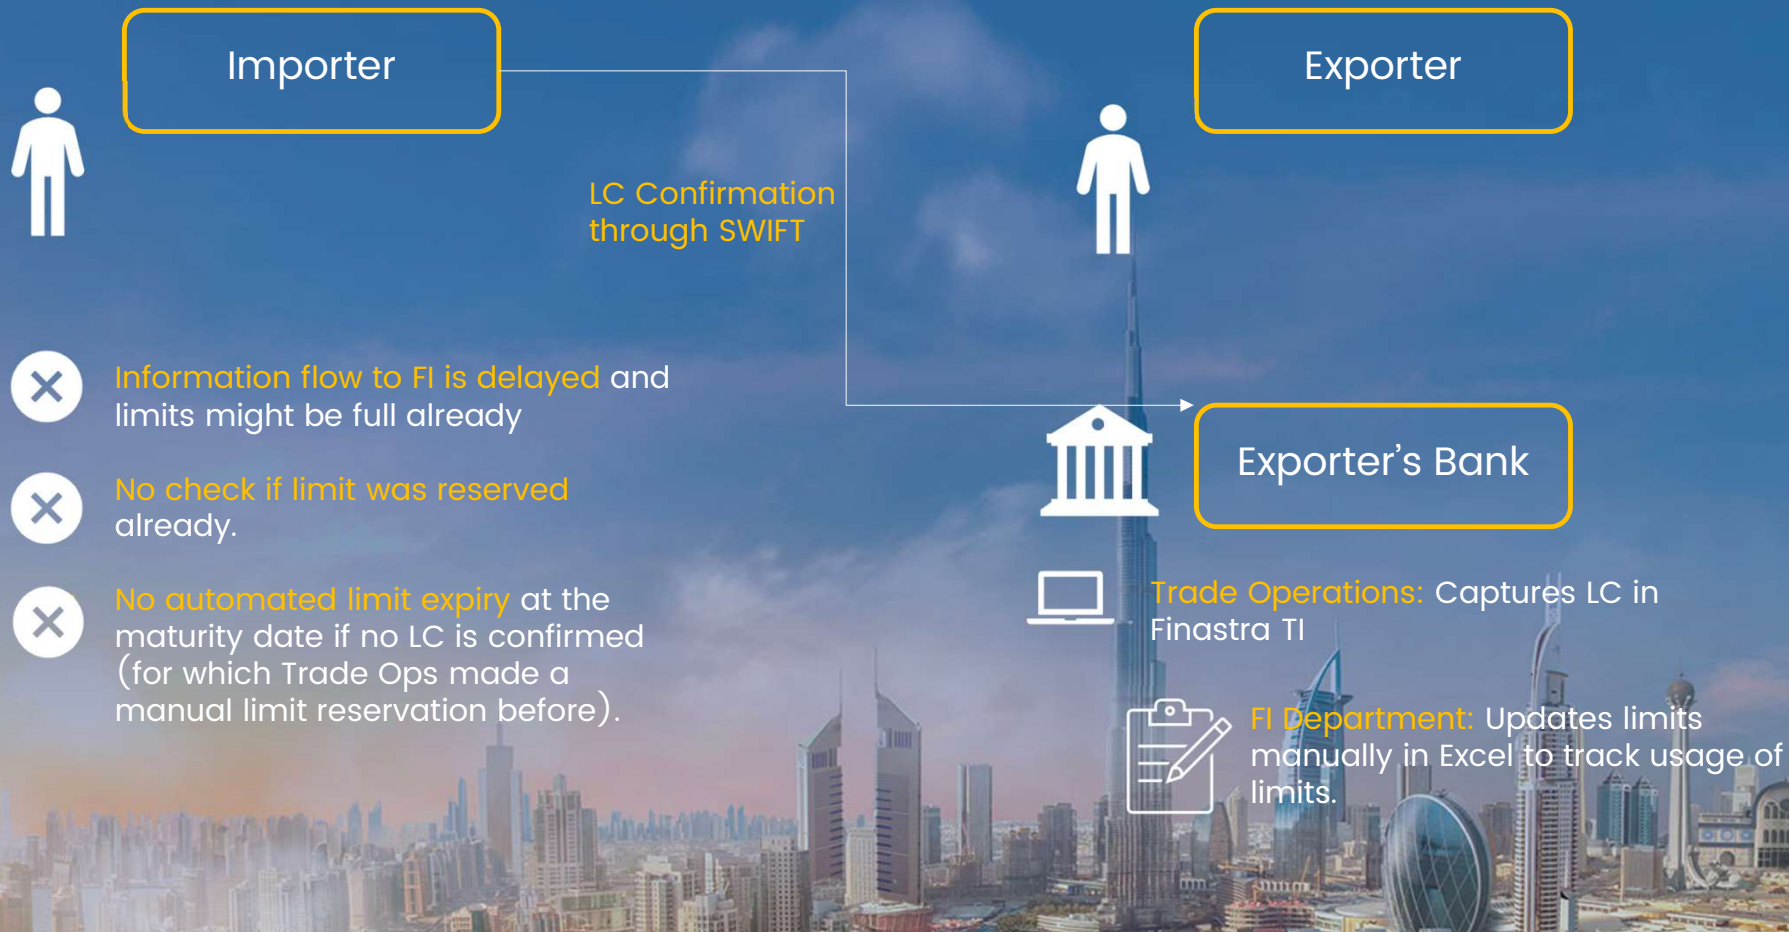 Importer
Exporter
LC Confirmation
through SWIFT
Information flow to FI is delayed and
limits might be full already
No check if limit was reserved
already.
No automated limit expiry at the
maturity date if no LC is confirmed
(for which Trade Ops made a
manual limit reservation before).
Exporter’s Bank
Trade Operations: Captures LC in
Finastra TI
FI Department: Updates limits
manually in Excel to track usage of
limits.